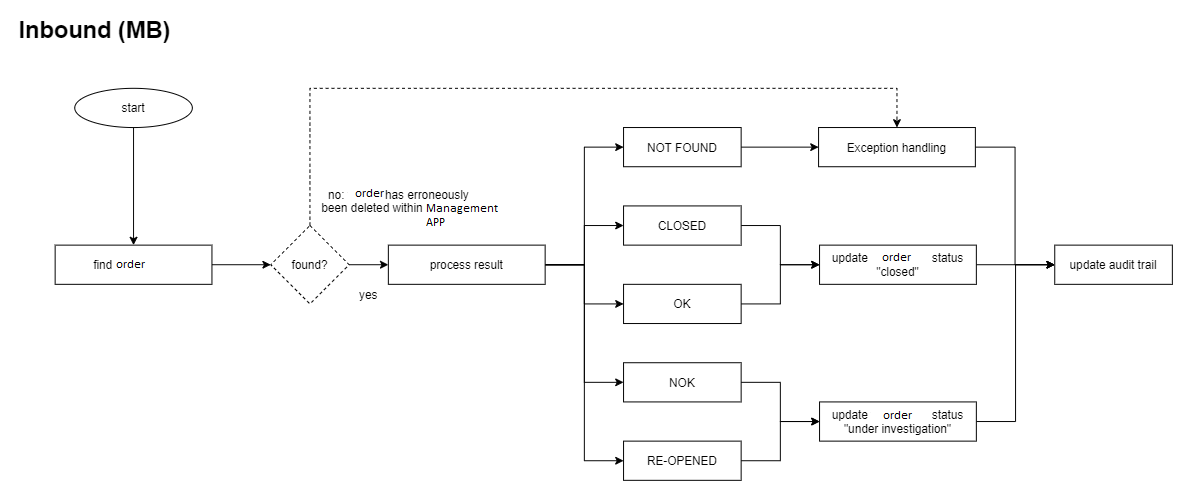 Inbound (MB)
start
no: order has erroneously
been deleted within Management
APP
find order
found?
yes
process result
NOT FOUND
CLOSED
OK
NOK
RE-OPENED
Exception handling
update order status
"closed"
update order status
"under investigation"
update audit trail